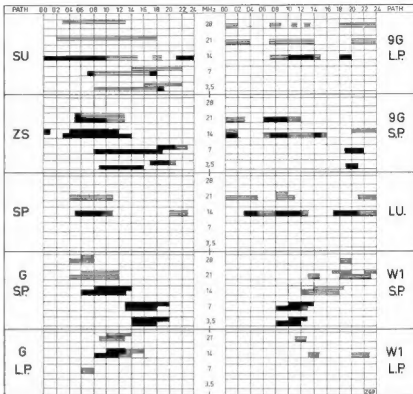 PATH 00 02 04 06 08 10 12 14 16 18 20 22 24 MHz 00 02 04 06 08 10 12 14 16 18 20 22 24 PATH
SU 28 21 14 7 3,5 9G L.P.
ZS 28 21 14 7 3,5 9G S.P.
SP 28 21 14 7 3,5 LU.
G S.P. 28 21 14 7 3,5 W1 S.P.
G L.P. 28 21 14 7 3,5 W1 L.P.